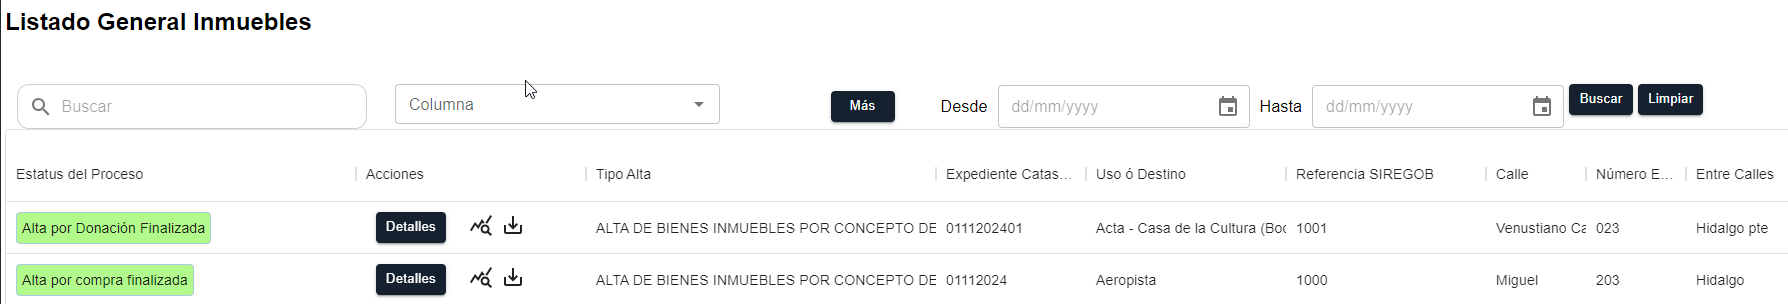 Listado General Inmuebles
Buscar Columna Más Desde dd/mm/yyyy Hasta dd/mm/yyyy Buscar Limpiar
Estatus del Proceso Acciones Tipo Alta Expediente Catas... Uso ó Destino Referencia SIREGOB Calle Número E... Entre Calles
Alta por Donación Finalizada Detalles ALTA DE BIENES INMUEBLES POR CONCEPTO DE 0111202401 Acta - Casa de la Cultura (Boc 1001 Venustiano Ca 023 Hidalgo pte
Alta por compra finalizada Detalles ALTA DE BIENES INMUEBLES POR CONCEPTO DE 01112024 Aeropista 1000 Miguel 203 Hidalgo